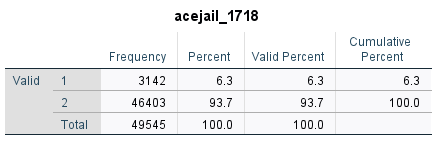 acejail_1718
Frequency Percent Valid Percent Cumulative Percent
Valid 1 3142 6.3 6.3 6.3
2 46403 93.7 93.7 100.0
Total 49545 100.0 100.0